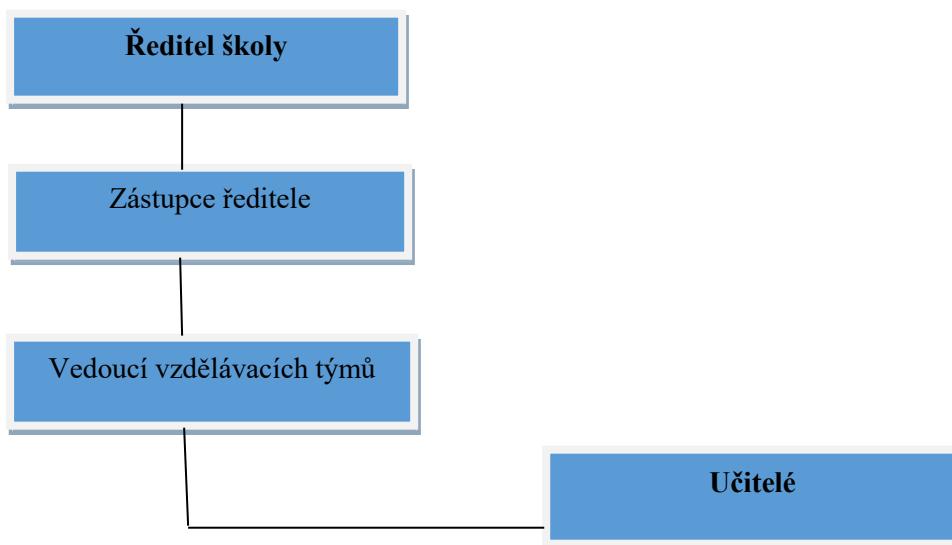 Ředitel školy
Zástupce ředitele
Vedoucí vzdělávacích týmů
Učitelé